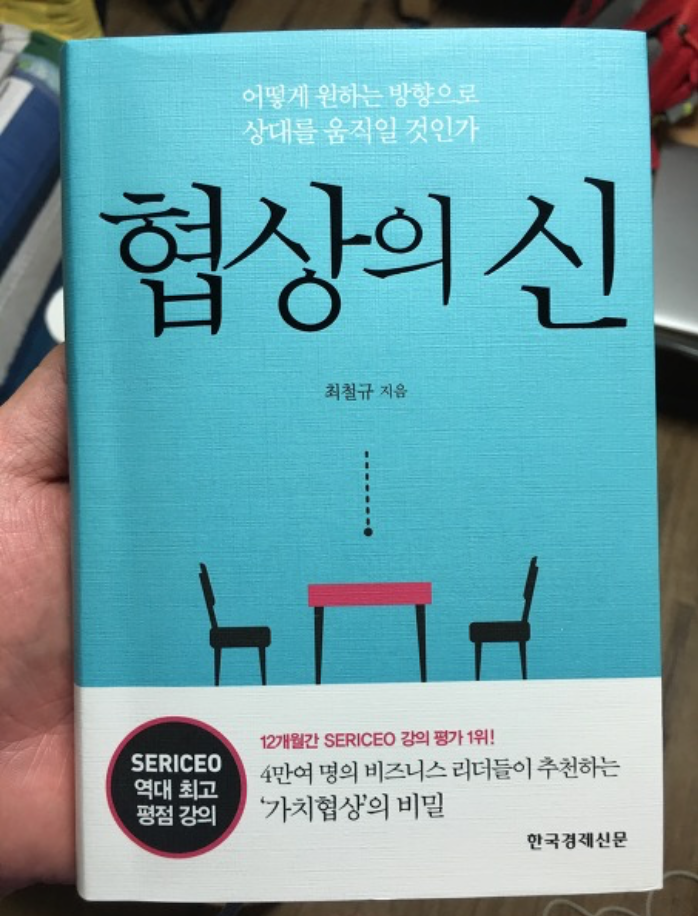 어떻게 원하는 방향으로
상대를 움직일 것인가
협상의 신
최철규 지음
SERICEO
역대 최고
평점 강의
12개월간 SERICEO 강의 평가 1위!
4만여 명의 비즈니스 리더들이 추천하는
‘가치협상’의 비밀
한국경제신문